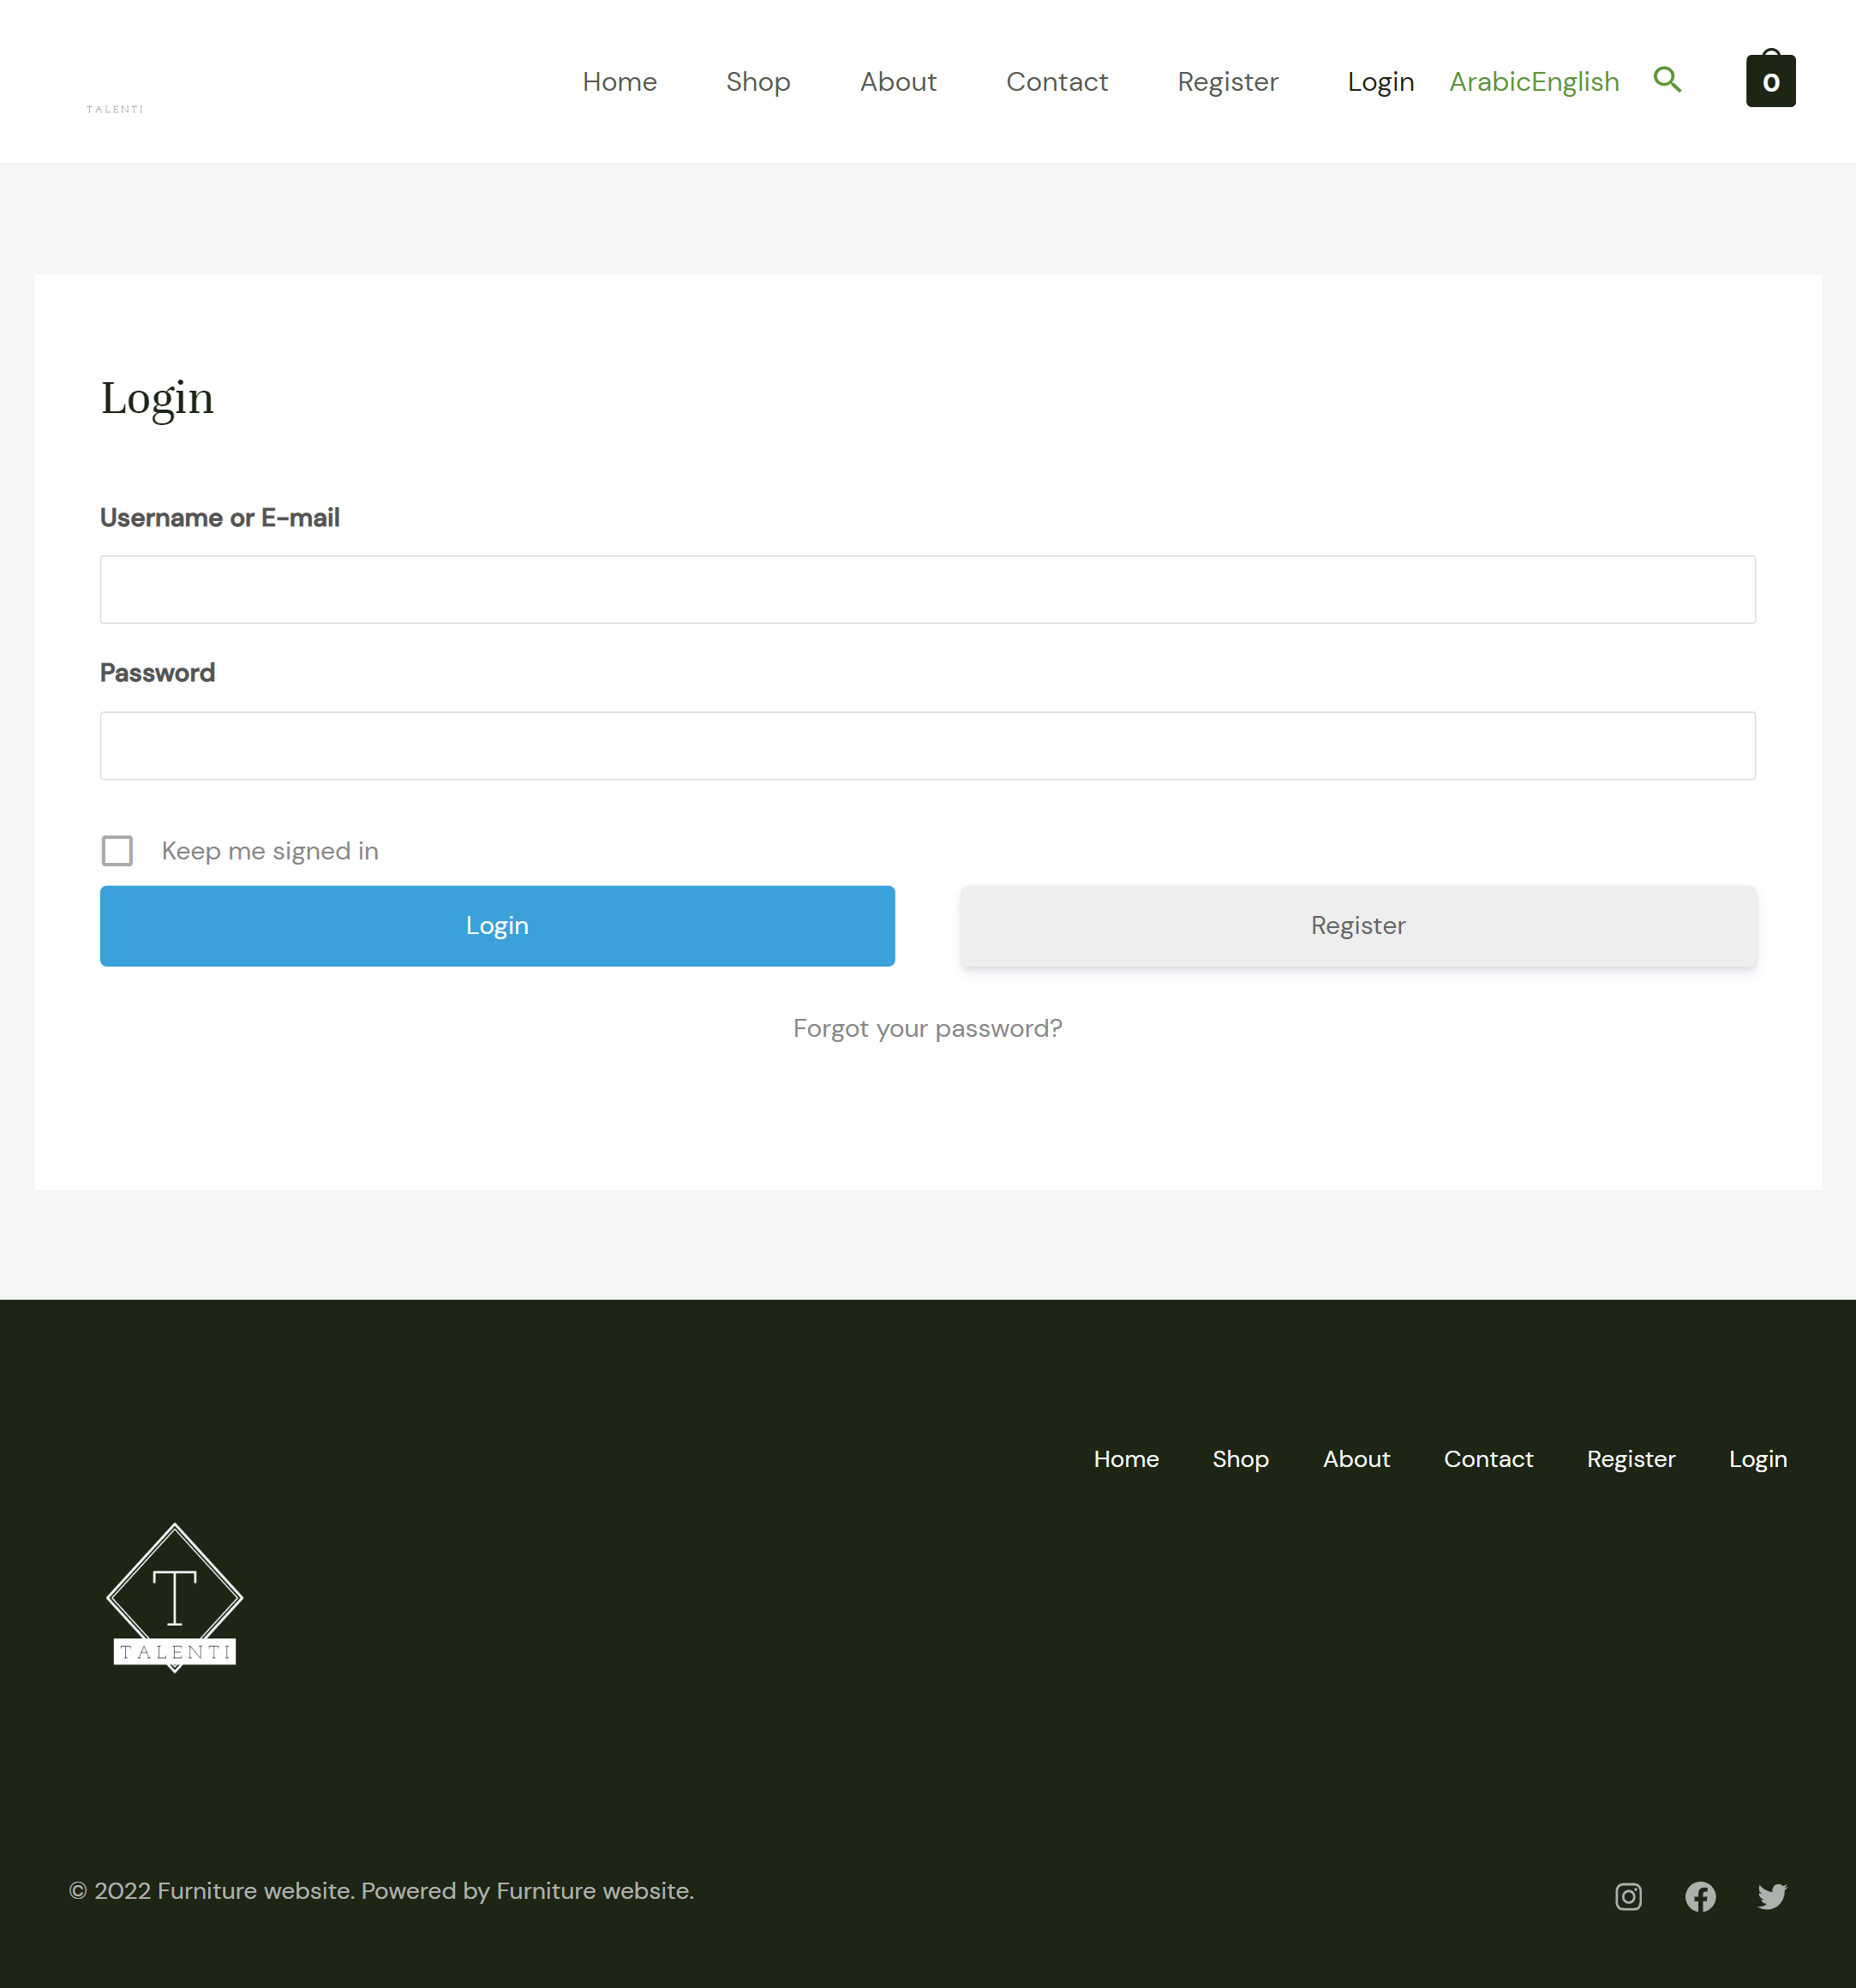 TALENTI
Home Shop About Contact Register Login ArabicEnglish 0
Login
Username or E-mail
Password
Keep me signed in
Login Register
Forgot your password?
Home Shop About Contact Register Login
T
TALENTI
© 2022 Furniture website. Powered by Furniture website.